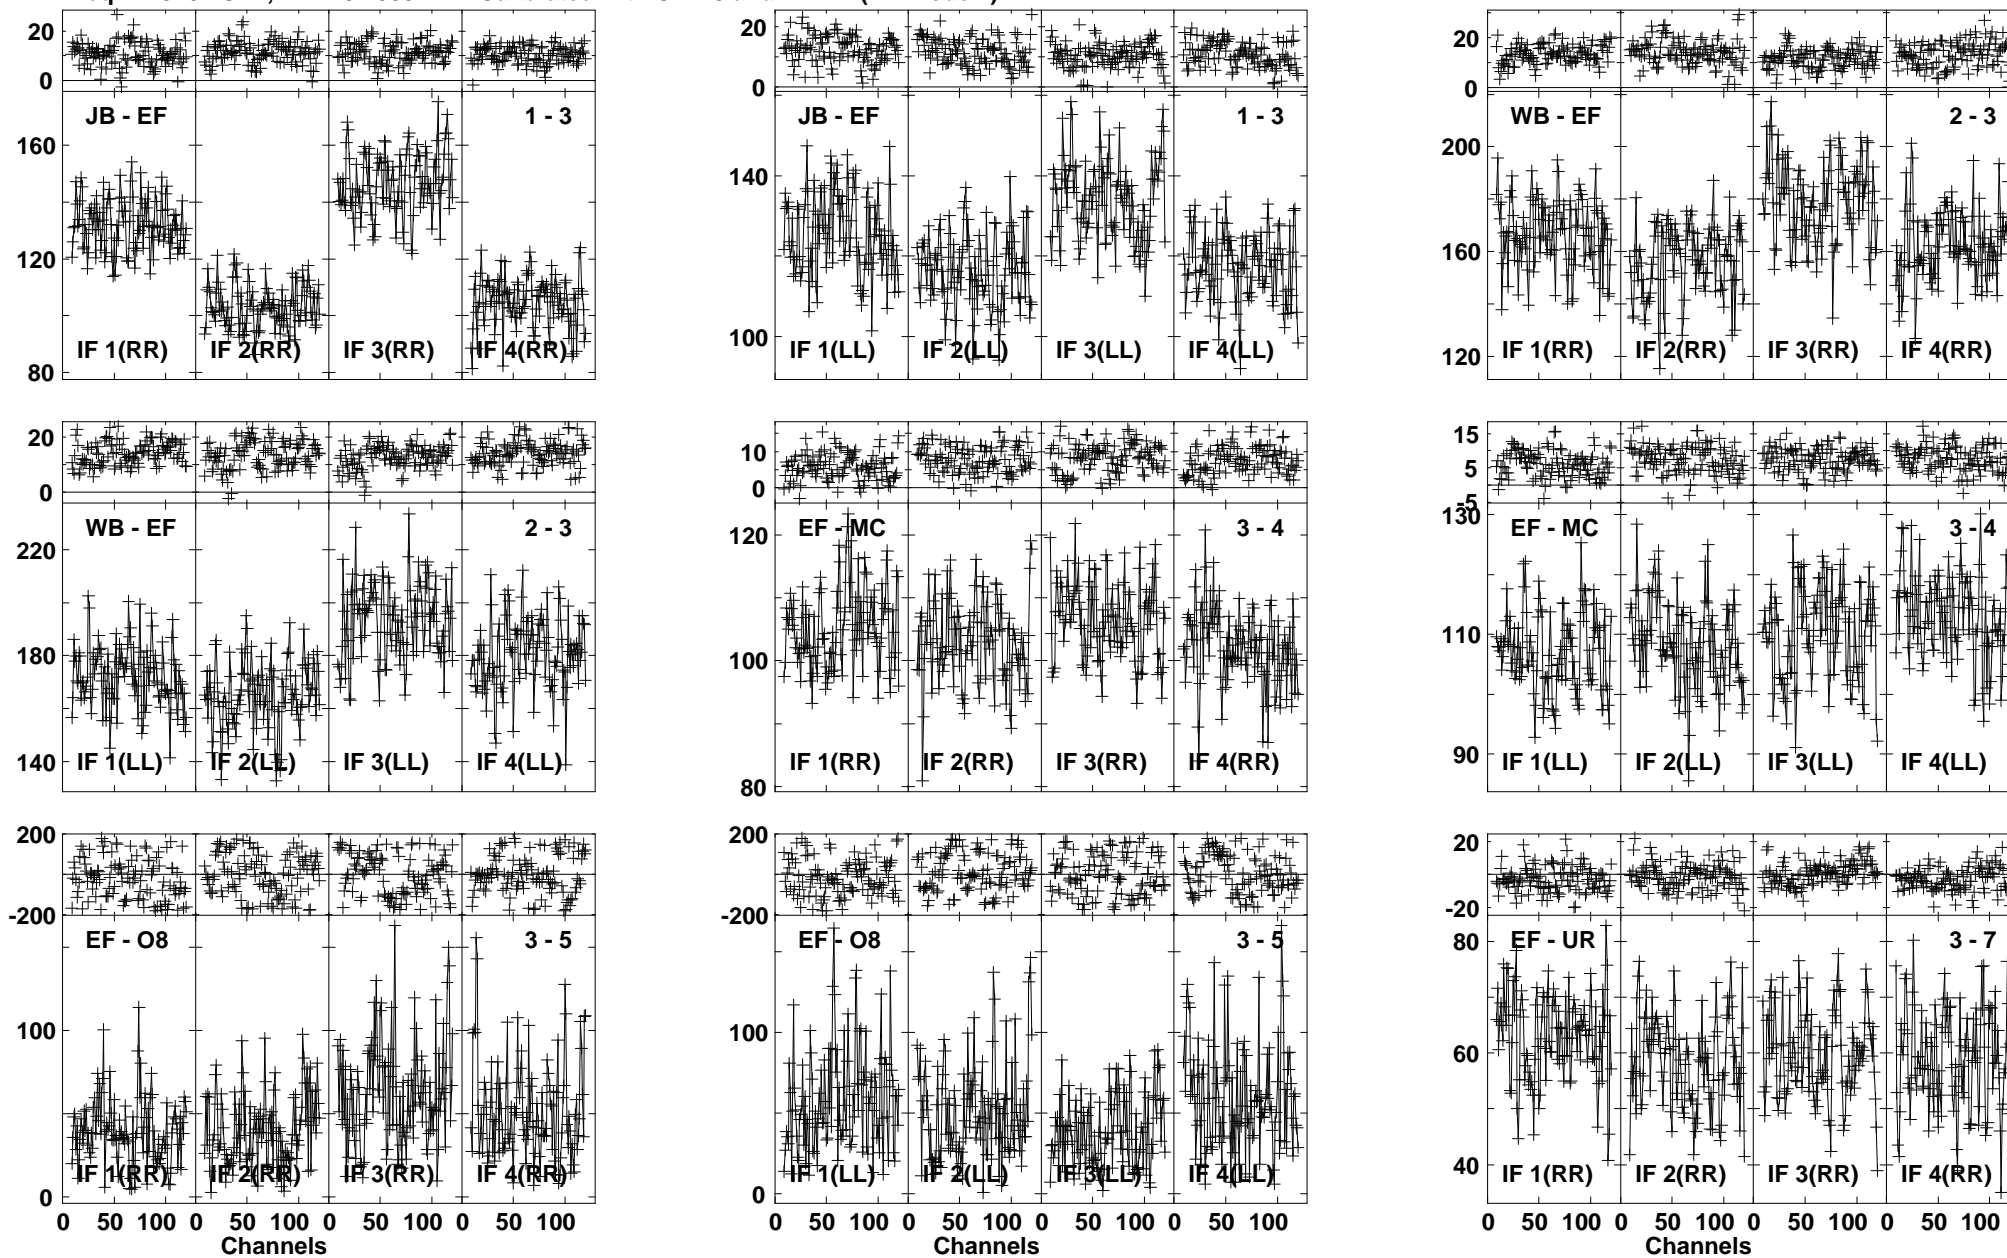 20 20 20
0 0 0
JB - EF 1 - 3 JB - EF 1 - 3 WB - EF 2 - 3
160 140 200
120 160
IF 1(RR) IF 2(RR) IF 3(RR) IF 4(RR) 100 IF 1(LL) IF 2(LL) IF 3(LL) IF 4(LL) 120 IF 1(RR) IF 2(RR) IF 3(RR) IF 4(RR)
80
20 10 15
0 0 5
-5
WB - EF 2 - 3 EF - MC 3 - 4 130 EF - MC 3 - 4
220 120
180 100 110
140 IF 1(LL) IF 2(LL) IF 3(LL) IF 4(LL) IF 1(RR) IF 2(RR) IF 3(RR) IF 4(RR) 90 IF 1(LL) IF 2(LL) IF 3(LL) IF 4(LL)
80
200 200 20
-200 -200 -20
EF - O8 3 - 5 EF - O8 3 - 5 80 EF - UR 3 - 7
100 100 60
IF 1(RR) IF 2(RR) IF 3(RR) IF 4(RR) IF 1(LL) IF 2(LL) IF 3(LL) IF 4(LL) 40 IF 1(RR) IF 2(RR) IF 3(RR) IF 4(RR)
0 0
0 50 100 0 50 100 0 50 100 0 50 100 0 50 100 0 50 100 0 50 100 0 50 100 0 50 100 0 50 100 0 50 100 0 50 100
Channels Channels Channels